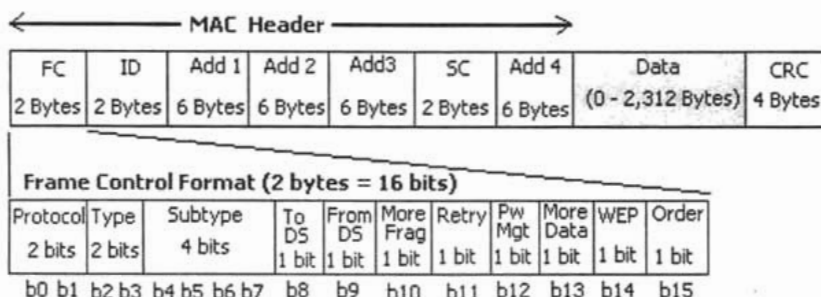 MAC Header
FC ID Add 1 Add 2 Add3 SC Add 4 Data CRC
2 Bytes 2 Bytes 6 Bytes 6 Bytes 6 Bytes 2 Bytes 6 Bytes (0 - 2,312 Bytes) 4 Bytes
Frame Control Format (2 bytes = 16 bits)
Protocol Type Subtype To DS From DS More Frag Retry Pw Mgt More Data WEP Order
2 bits 2 bits 4 bits 1 bit 1 bit 1 bit 1 bit 1 bit 1 bit 1 bit 1 bit
b0 b1 b2 b3 b4 b5 b6 b7 b8 b9 b10 b11 b12 b13 b14 b15